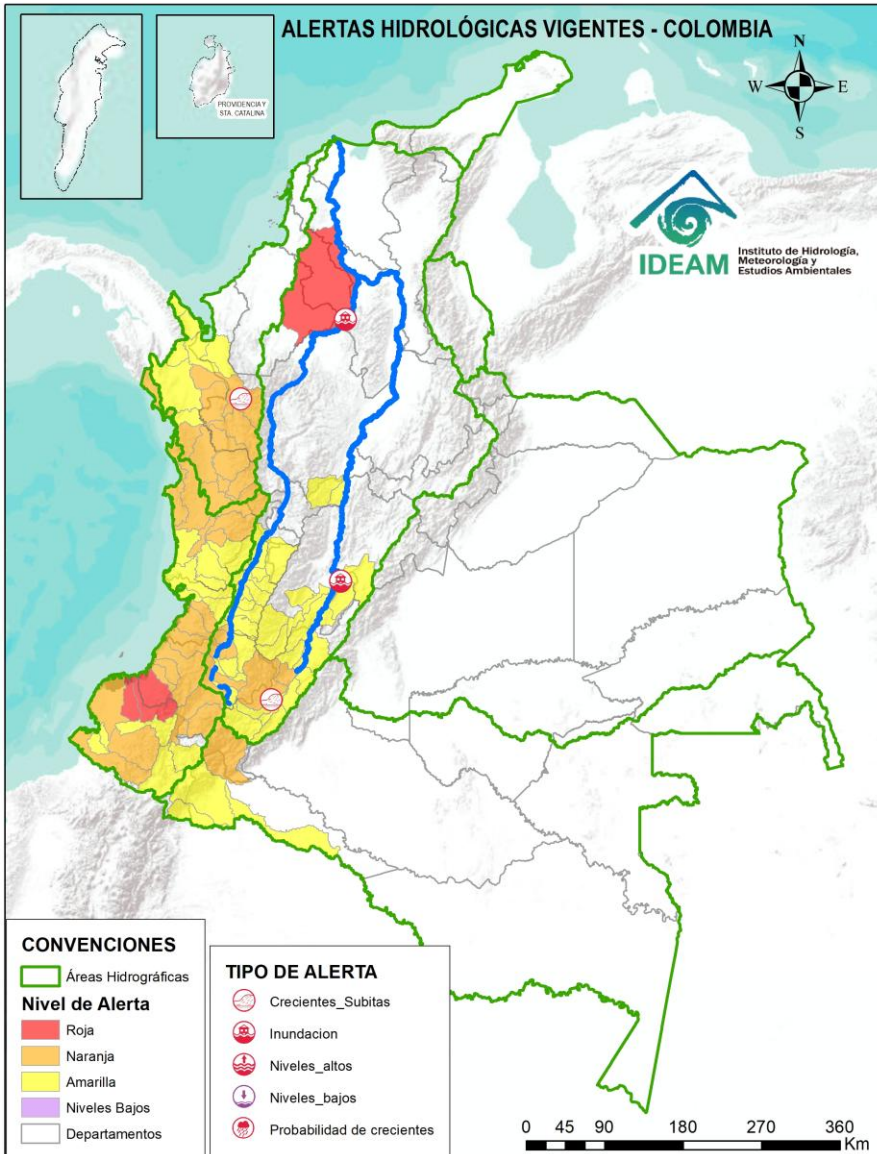 ALERTAS HIDROLÓGICAS VIGENTES - COLOMBIA
PROVIDENCIA Y
STA. CATALINA
N
W
E
S
IDEAM
Instituto de Hidrología,
Meteorología y
Estudios Ambientales
CONVENCIONES
Áreas Hidrográficas
Nivel de Alerta
Roja
Naranja
Amarilla
Niveles Bajos
Departamentos
TIPO DE ALERTA
Crecientes_Subitas
Inundacion
Niveles_altos
Niveles_bajos
Probabilidad de crecientes
0 45 90 180 270 360
Km